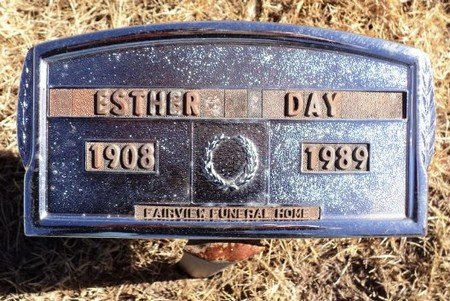 ESTHER DAY
1908 1989
FAIRVIEW FUNERAL HOME